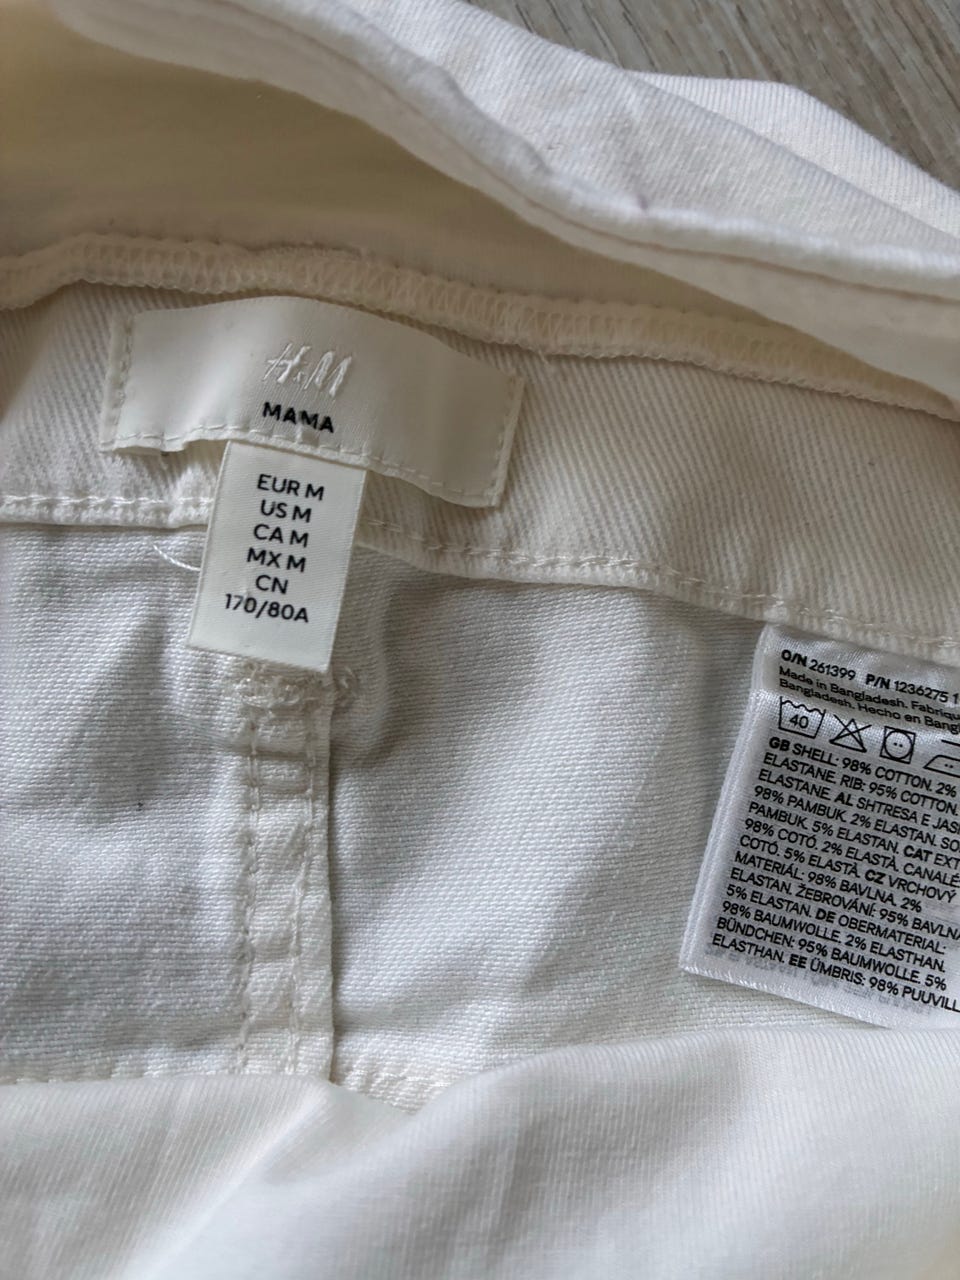 H&M
MAMA
EUR M
US M
CA M
MX M
CN
170/80A
O/N 261399 P/N 1236275 1
Made in Bangladesh.
Bangladesh. Hecho en
40
GB SHELL: 98% COTTON. 2%
ELASTANE. RIB: 95% COTTON.
ELASTANE. AL SHTRESA E
98% PAMBUK. 2% ELASTAN.
PAMBUK. 5% ELASTAN. CAT
98% COTÓ. 2% ELASTÀ.
COTÓ. 5% ELASTÀ. CZ VRCHOVÝ
MATERIÁL: 98% BAVLNA. 2%
ELASTAN. ŽEBROVÁNÍ: 95%
5% ELASTAN. DE OBERMATERIAL:
98% BAUMWOLLE. 2% ELASTHAN.
BÜNDCHEN: 95% BAUMWOLLE. 5%
ELASTHAN. EE ÜMBRIS: 98%